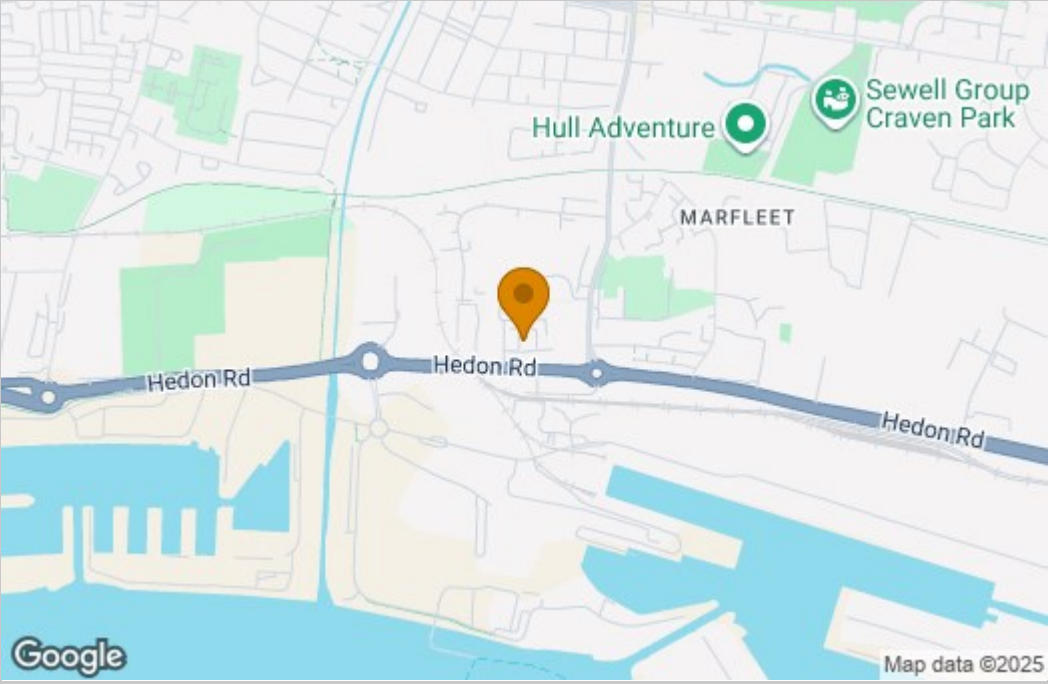 Sewell Group
Craven Park
Hull Adventure
MARFLEET
Hedon Rd
Hedon Rd
Hedon Rd
Google
Map data ©2025